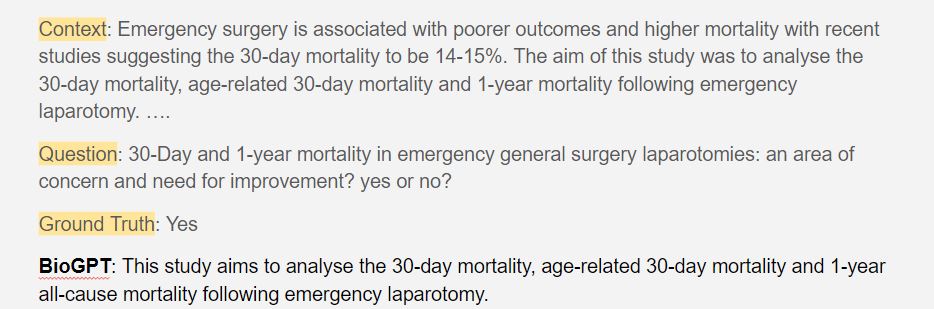 Context: Emergency surgery is associated with poorer outcomes and higher mortality with recent
studies suggesting the 30-day mortality to be 14-15%. The aim of this study was to analyse the
30-day mortality, age-related 30-day mortality and 1-year mortality following emergency
laparotomy. ….
Question: 30-Day and 1-year mortality in emergency general surgery laparotomies: an area of
concern and need for improvement? yes or no?
Ground Truth: Yes
BioGPT: This study aims to analyse the 30-day mortality, age-related 30-day mortality and 1-year
all-cause mortality following emergency laparotomy.